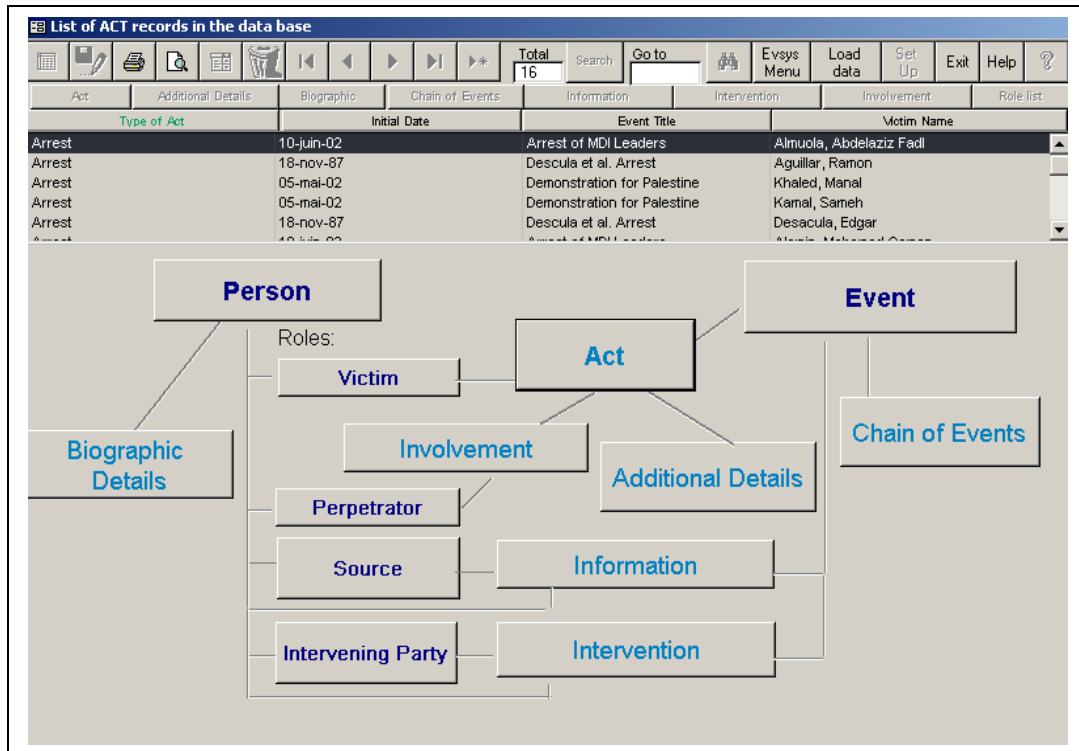 List of ACT records in the data base
Total 16 Search Go to Evsys Menu Load data Set Up Exit Help
Act Additional Details Biographic Chain of Events Information Intervention Involvement Role list
Type of Act Initial Date Event Title Victim Name
Arrest 10-juin-02 Arrest of MDI Leaders Almuola, Abdelaziz Fadl
Arrest 18-nov-87 Descula et al. Arrest Aguillar, Ramon
Arrest 05-mai-02 Demonstration for Palestine Khaled, Manal
Arrest 05-mai-02 Demonstration for Palestine Kamal, Sameh
Arrest 18-nov-87 Descula et al. Arrest Desacula, Edgar
Person
Event
Roles:
Act
Victim
Chain of Events
Biographic Details
Involvement
Additional Details
Perpetrator
Source
Information
Intervening Party
Intervention